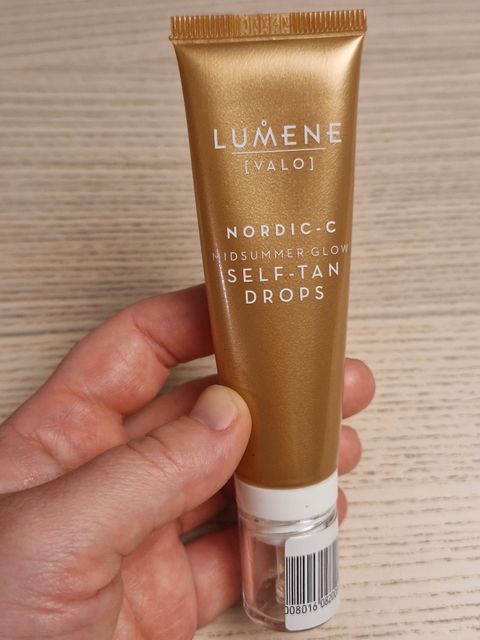 LUMENE
[VALO]
NORDIC-C
MIDSUMMER GLOW
SELF-TAN
DROPS